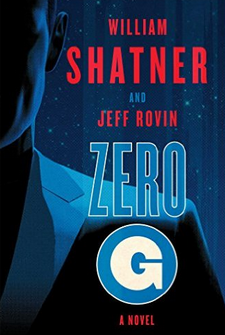 WILLIAM
SHATNER
AND
JEFF ROVIN
ZERO
G
A NOVEL